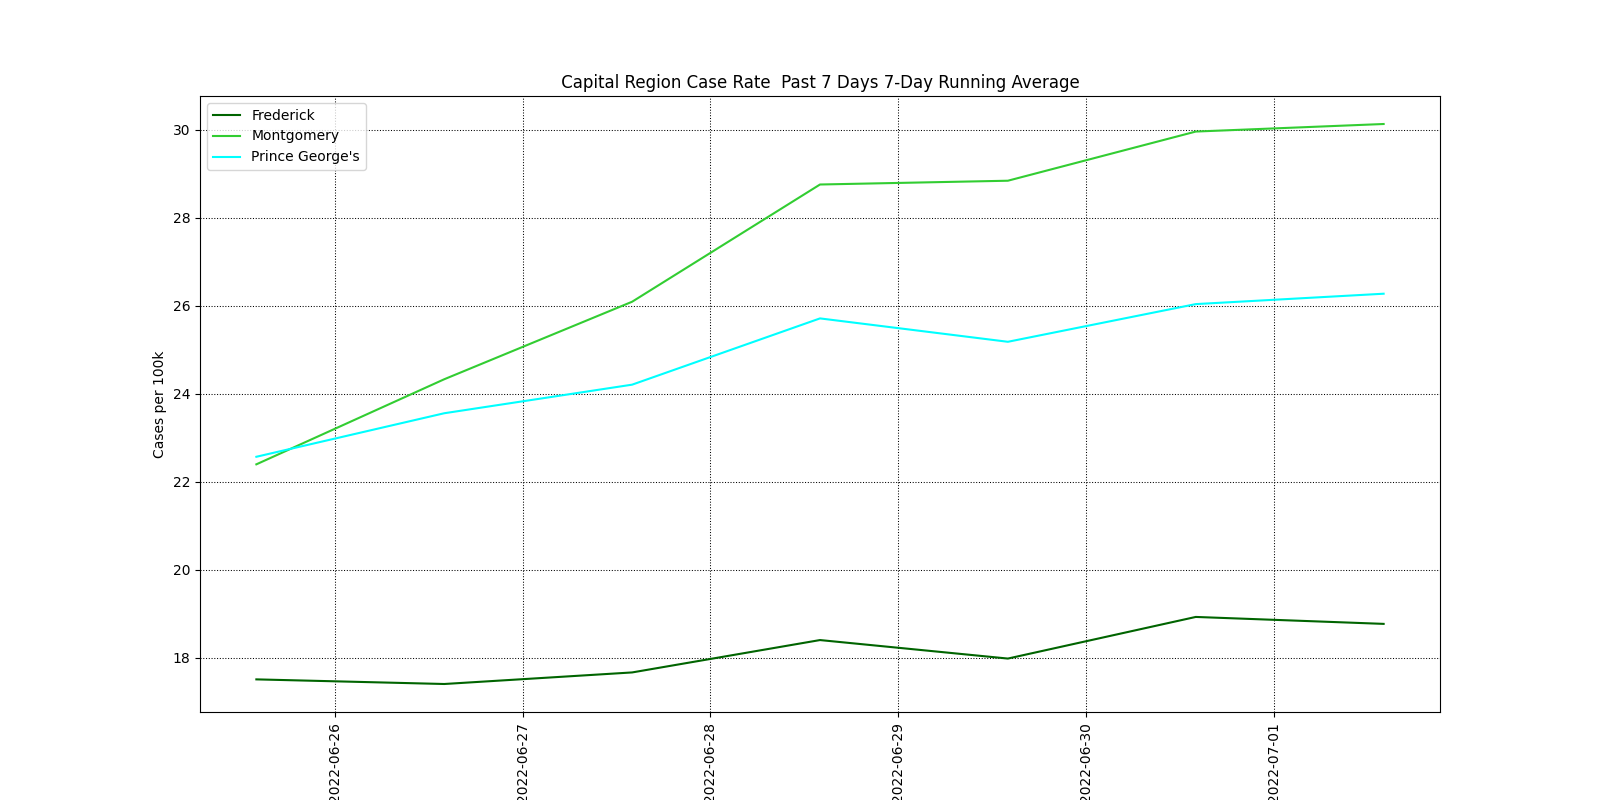 Capital Region Case Rate  Past 7 Days 7-Day Running Average
Frederick
Montgomery
Prince George's
30
28
26
24
22
20
18
Cases per 100k
2022-06-26
2022-06-27
2022-06-28
2022-06-29
2022-06-30
2022-07-01